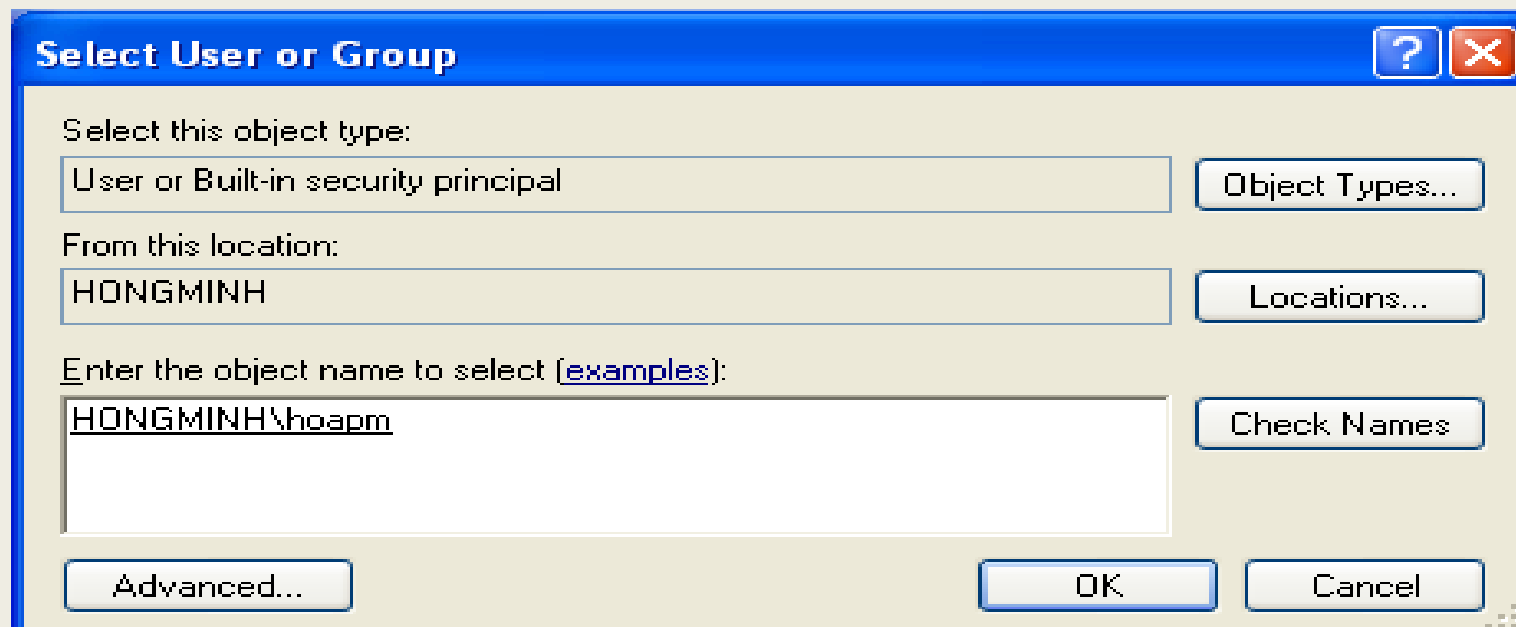 Select User or Group
Select this object type:
User or Built-in security principal
Object Types...
From this location:
HONGMINH
Locations...
Enter the object name to select (examples):
HONGMINH\hoapm
Check Names
Advanced...
OK
Cancel